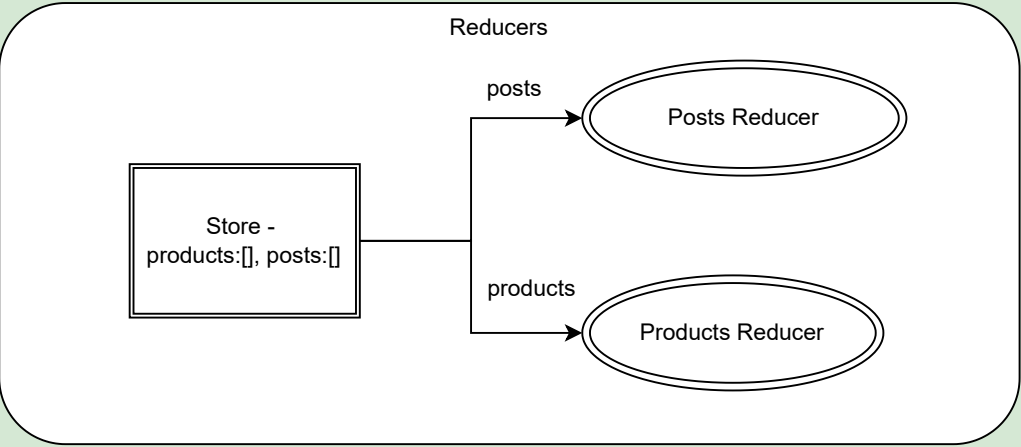 Reducers
posts
Posts Reducer
Store -
products:[], posts:[]
products
Products Reducer